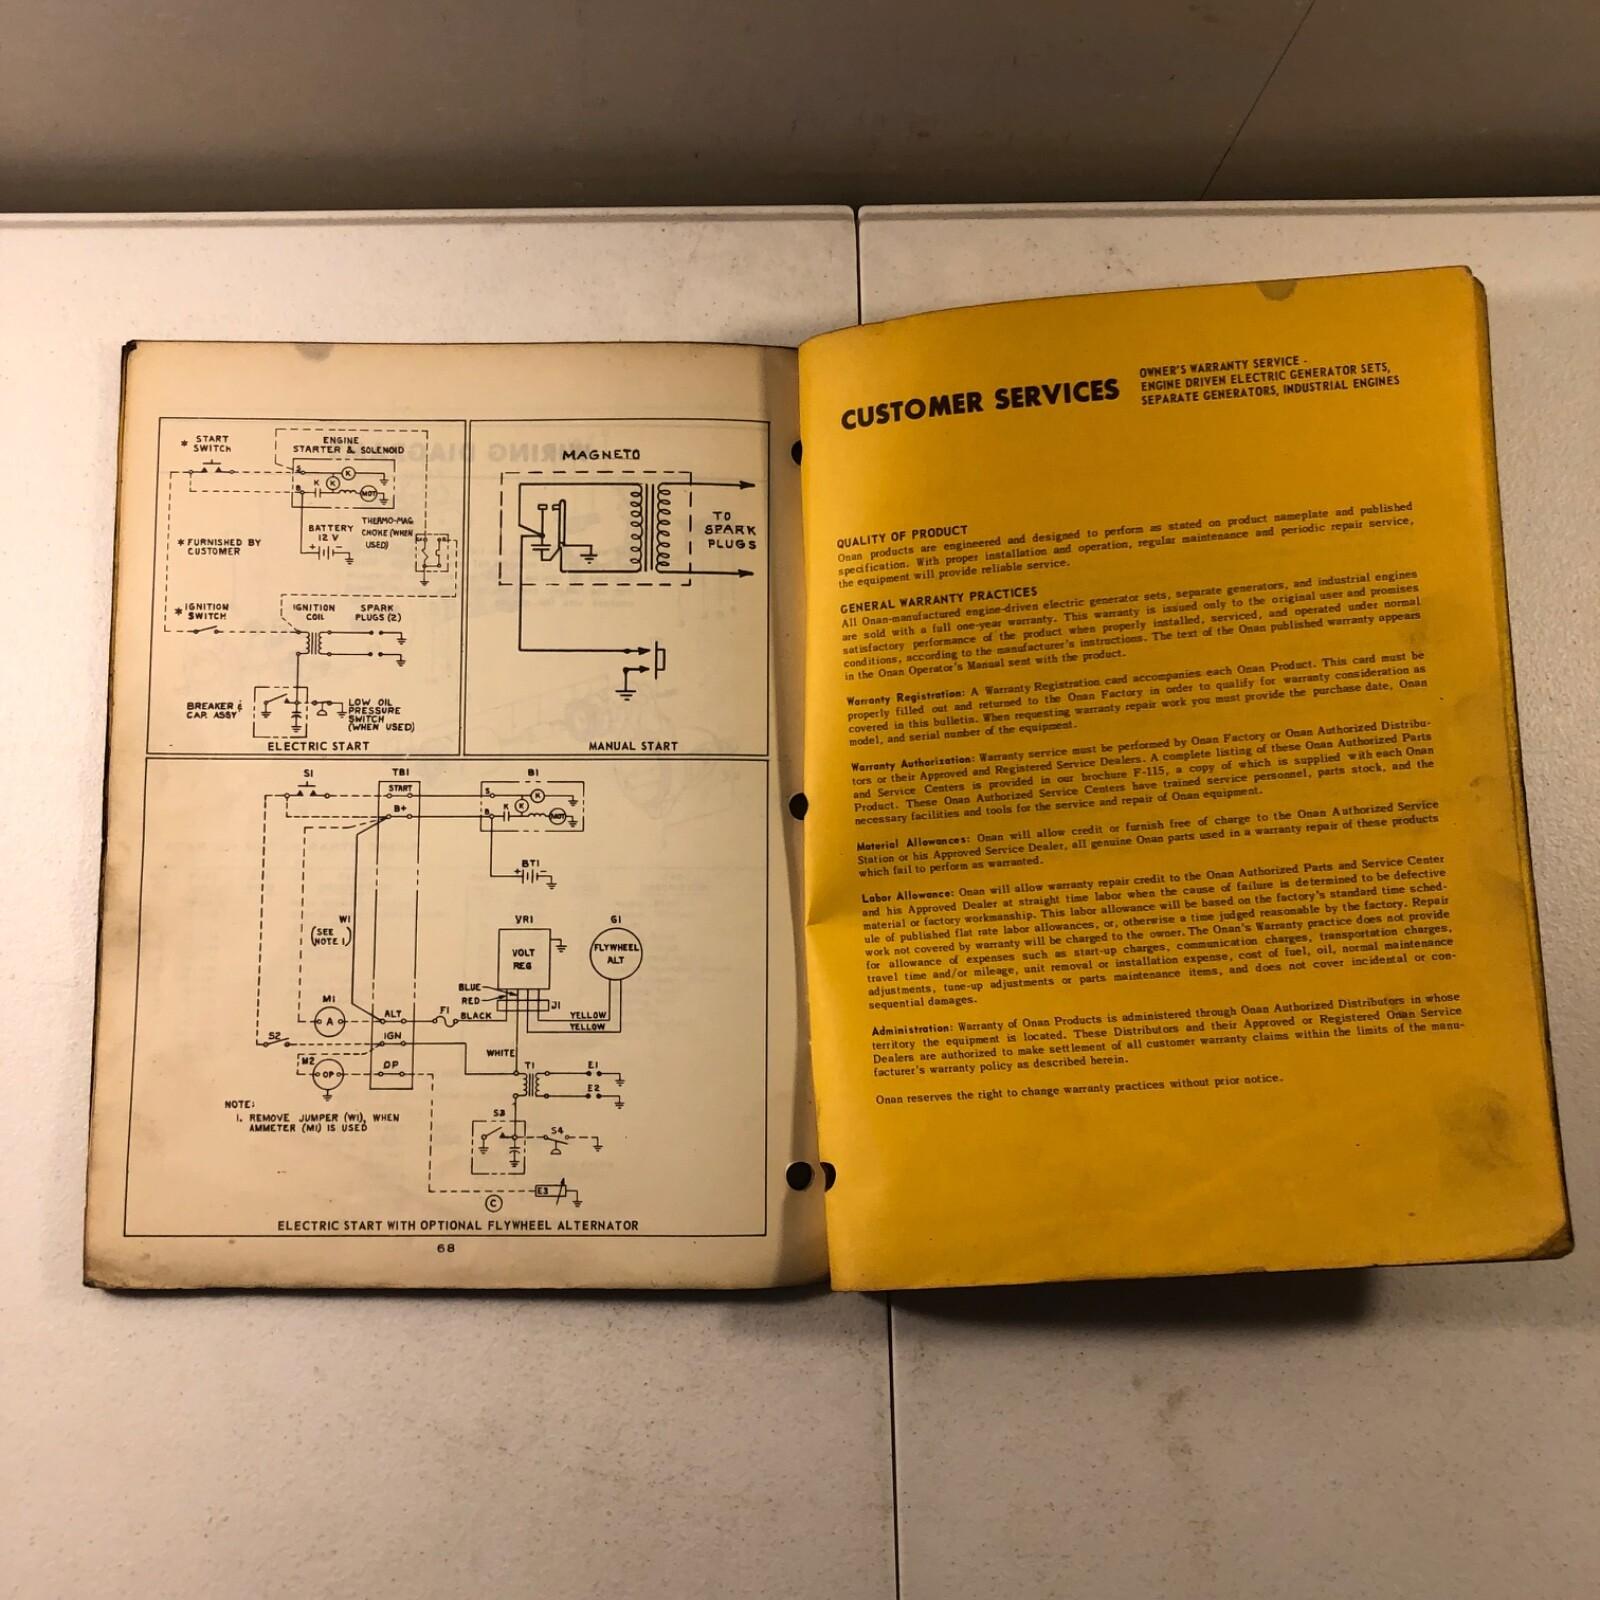 * START
SWITCH
ENGINE
STARTER & SOLENOID
S
K
K
K
B
MOT
BATTERY
12 V
+ -
THERMO-MAG
CHOKE (WHEN
USED)
* FURNISHED BY
CUSTOMER
* IGNITION
SWITCH
IGNITION
COIL
SPARK
PLUGS (2)
BREAKER &
CAP. ASSY
LOW OIL
PRESSURE
SWITCH
(WHEN USED)
ELECTRIC START
MAGNETO
TO
SPARK
PLUGS
MANUAL START
S1
TB1
B1
START
B+
S
K
K
K
B
MOT
BT1
+ -
W1
(SEE
NOTE 1)
VR1
VOLT
REG
G1
FLYWHEEL
ALT
BLUE
RED
BLACK
J1
YELLOW
YELLOW
M1
A
ALT
F1
S2
IGN
M2
OP
OP
WHITE
T1
E1
E2
NOTE:
1. REMOVE JUMPER (W1), WHEN
AMMETER (M1) IS USED
S3
S4
E3
C
ELECTRIC START WITH OPTIONAL FLYWHEEL ALTERNATOR
68
CUSTOMER SERVICES
OWNER'S WARRANTY SERVICE -
ENGINE DRIVEN ELECTRIC GENERATOR SETS,
SEPARATE GENERATORS, INDUSTRIAL ENGINES
QUALITY OF PRODUCT
Onan products are engineered and designed to perform as stated on product nameplate and published
specification. With proper installation and operation, regular maintenance and periodic repair service,
the equipment will provide reliable service.
GENERAL WARRANTY PRACTICES
All Onan-manufactured engine-driven electric generator sets, separate generators, and industrial engines
are sold with a full one-year warranty. This warranty is issued only to the original user and promises
satisfactory performance of the product when properly installed, serviced, and operated under normal
conditions, according to the manufacturer's instructions. The text of the Onan published warranty appears
in the Onan Operator's Manual sent with the product.
Warranty Registration: A Warranty Registration card accompanies each Onan Product. This card must be
properly filled out and returned to the Onan Factory in order to qualify for warranty consideration as
covered in this bulletin. When requesting warranty repair work you must provide the purchase date, Onan
model, and serial number of the equipment.
Warranty Authorization: Warranty service must be performed by Onan Factory or Onan Authorized Distribu-
tors or their Approved and Registered Service Dealers. A complete listing of these Onan Authorized Parts
and Service Centers is provided in our brochure F-115, a copy of which is supplied with each Onan
Product. These Onan Authorized Service Centers have trained service personnel, parts stock, and the
necessary facilities and tools for the service and repair of Onan equipment.
Material Allowances: Onan will allow credit or furnish free of charge to the Onan Authorized Service
Station or his Approved Service Dealer, all genuine Onan parts used in a warranty repair of these products
which fail to perform as warranted.
Labor Allowance: Onan will allow warranty repair credit to the Onan Authorized Parts and Service Center
and his Approved Dealer at straight time labor when the cause of failure is determined to be defective
material or factory workmanship. This labor allowance will be based on the factory's standard time sched-
ule of published flat rate labor allowances, or, otherwise a time judged reasonable by the factory. Repair
work not covered by warranty will be charged to the owner. The Onan's Warranty practice does not provide
for allowance of expenses such as start-up charges, communication charges, transportation charges,
travel time and/or mileage, unit removal or installation expense, cost of fuel, oil, normal maintenance
adjustments, tune-up adjustments or parts maintenance items, and does not cover incidental or con-
sequential damages.
Administration: Warranty of Onan Products is administered through Onan Authorized Distributors in whose
territory the equipment is located. These Distributors and their Approved or Registered Onan Service
Dealers are authorized to make settlement of all customer warranty claims within the limits of the manu-
facturer's warranty policy as described herein.
Onan reserves the right to change warranty practices without prior notice.